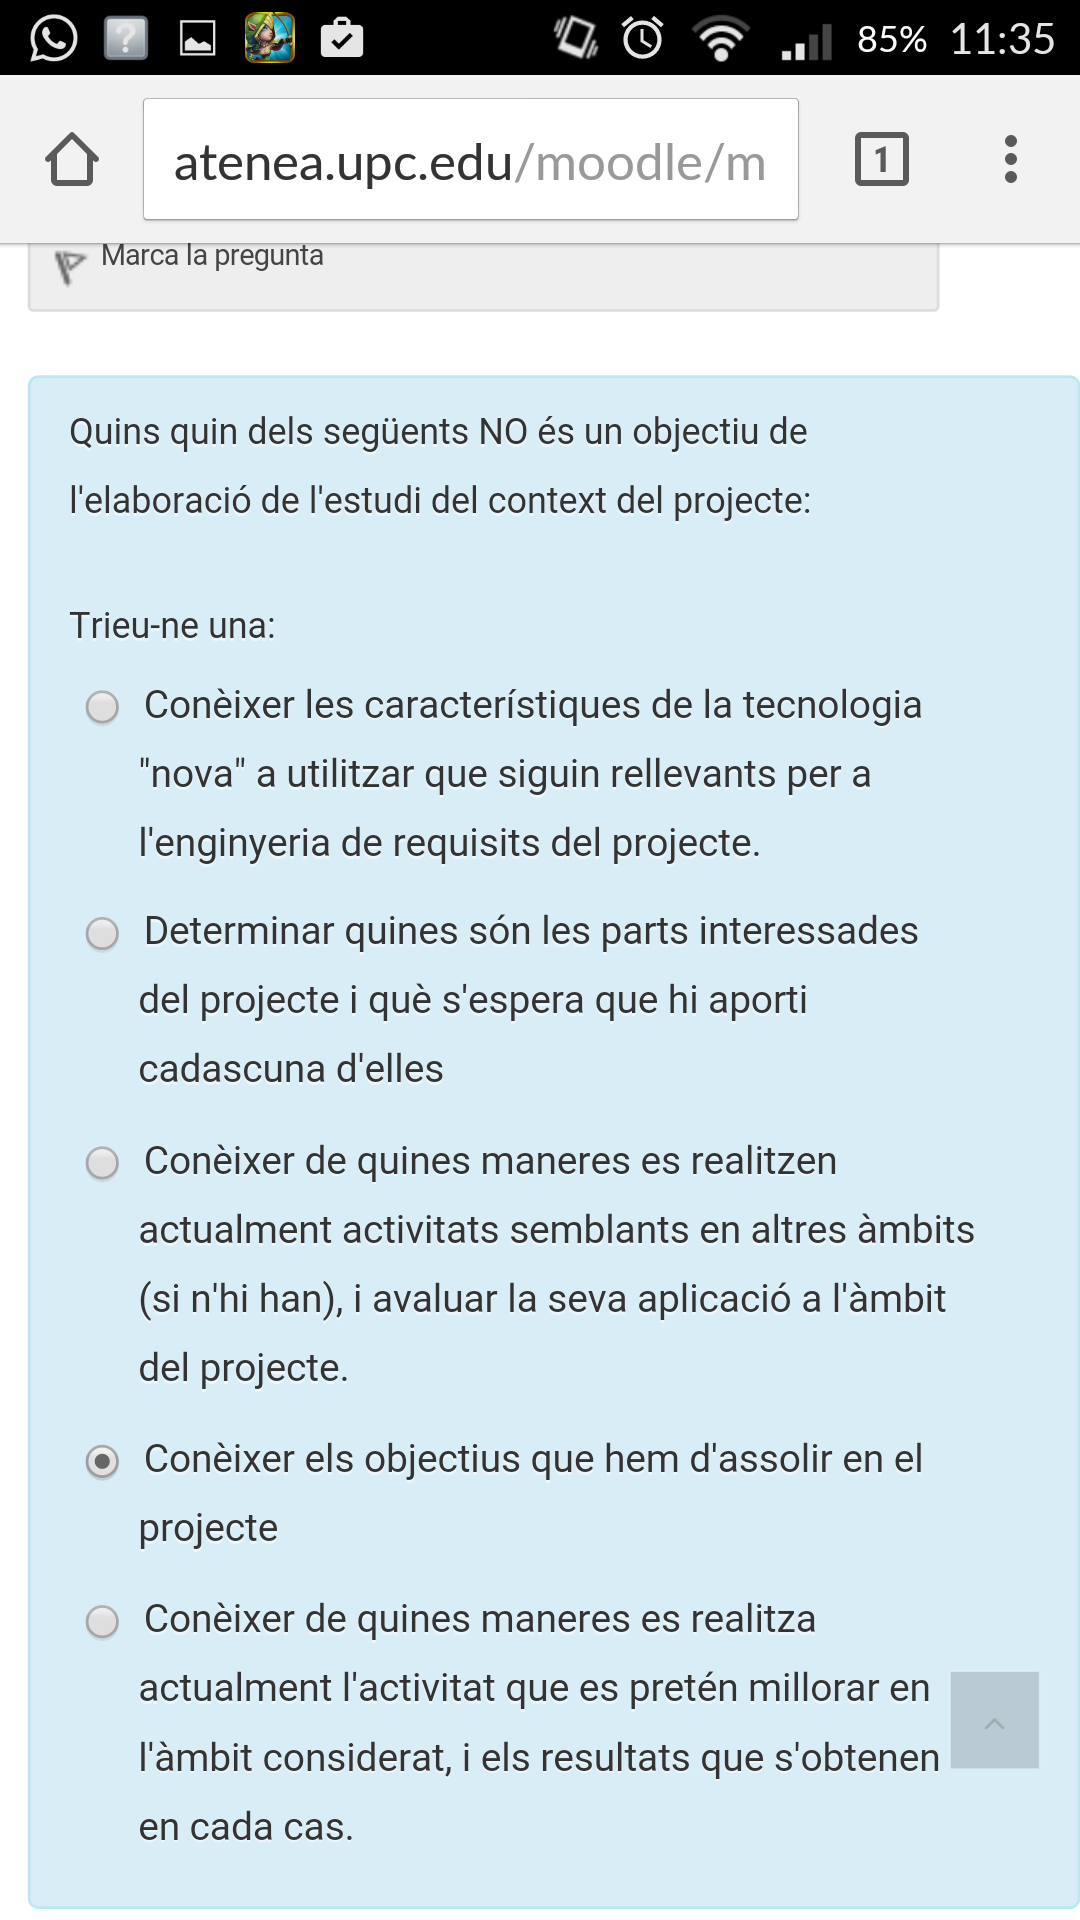 85% 11:35
atenea.upc.edu/moodle/m
1
Marca la pregunta
Quins quin dels següents NO és un objectiu de
l'elaboració de l'estudi del context del projecte:
Trieu-ne una:
Conèixer les característiques de la tecnologia
"nova" a utilitzar que siguin rellevants per a
l'enginyeria de requisits del projecte.
Determinar quines són les parts interessades
del projecte i què s'espera que hi aporti
cadascuna d'elles
Conèixer de quines maneres es realitzen
actualment activitats semblants en altres àmbits
(si n'hi han), i avaluar la seva aplicació a l'àmbit
del projecte.
Conèixer els objectius que hem d'assolir en el
projecte
Conèixer de quines maneres es realitza
actualment l'activitat que es pretén millorar en
l'àmbit considerat, i els resultats que s'obtenen
en cada cas.